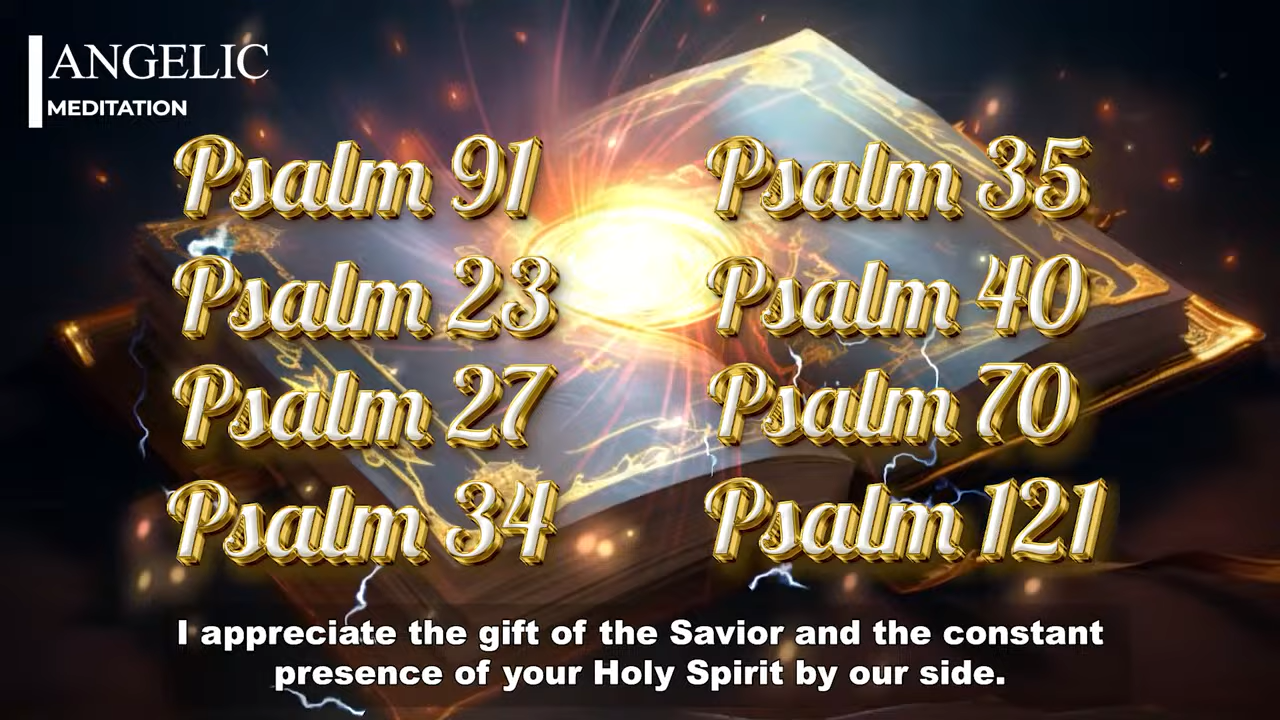 ANGELIC
MEDITATION
Psalm 91
Psalm 23
Psalm 27
Psalm 34
Psalm 35
Psalm 40
Psalm 70
Psalm 121
I appreciate the gift of the Savior and the constant
presence of your Holy Spirit by our side.